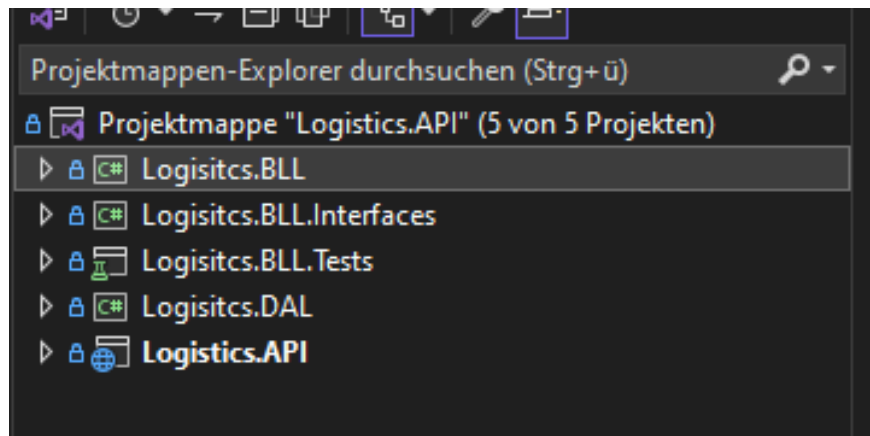 Projektmappen-Explorer durchsuchen (Strg+ü)
Projektmappe "Logistics.API" (5 von 5 Projekten)
C# Logisitcs.BLL
C# Logisitcs.BLL.Interfaces
Logisitcs.BLL.Tests
C# Logisitcs.DAL
Logistics.API